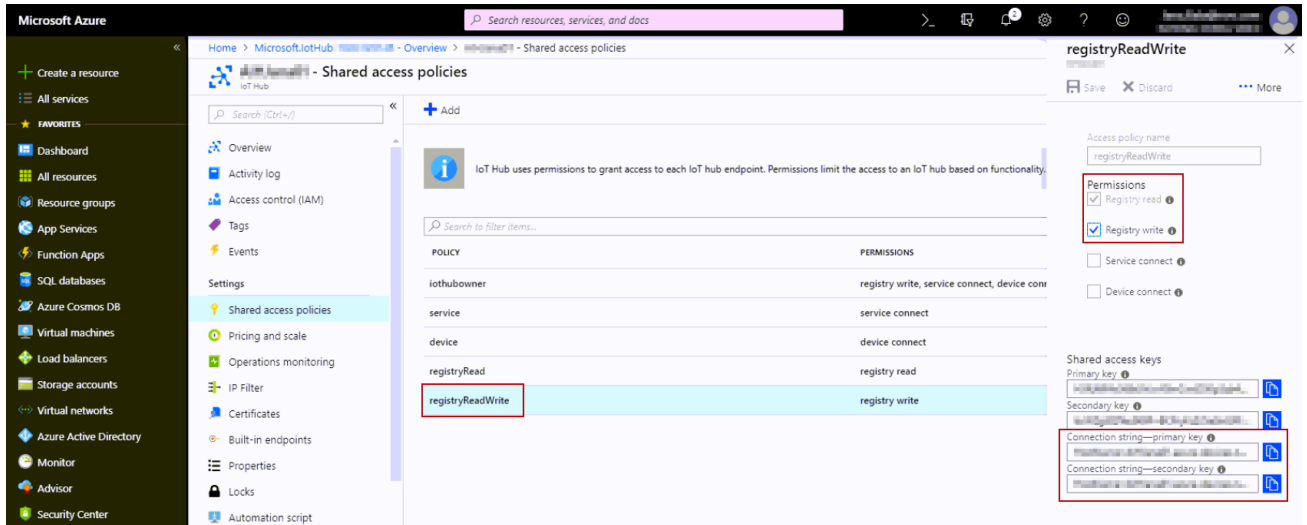 Microsoft Azure
Search resources, services, and docs
2
Create a resource
All services
FAVORITES
Dashboard
All resources
Resource groups
App Services
Function Apps
SQL databases
Azure Cosmos DB
Virtual machines
Load balancers
Storage accounts
Virtual networks
Azure Active Directory
Monitor
Advisor
Security Center
Home > Microsoft.IotHub - Overview > - Shared access policies
- Shared access policies
IoT Hub
Search (Ctrl+/)
Overview
Activity log
Access control (IAM)
Tags
Events
Settings
Shared access policies
Pricing and scale
Operations monitoring
IP Filter
Certificates
Built-in endpoints
Properties
Locks
Automation script
Add
IoT Hub uses permissions to grant access to each IoT hub endpoint. Permissions limit the access to an IoT hub based on functionality.
Search to filter items...
POLICY PERMISSIONS
iothubowner registry write, service connect, device conn
service service connect
device device connect
registryRead registry read
registryReadWrite registry write
registryReadWrite
Save Discard More
Access policy name
registryReadWrite
Permissions
Registry read
Registry write
Service connect
Device connect
Shared access keys
Primary key
Secondary key
Connection string—primary key
Connection string—secondary key